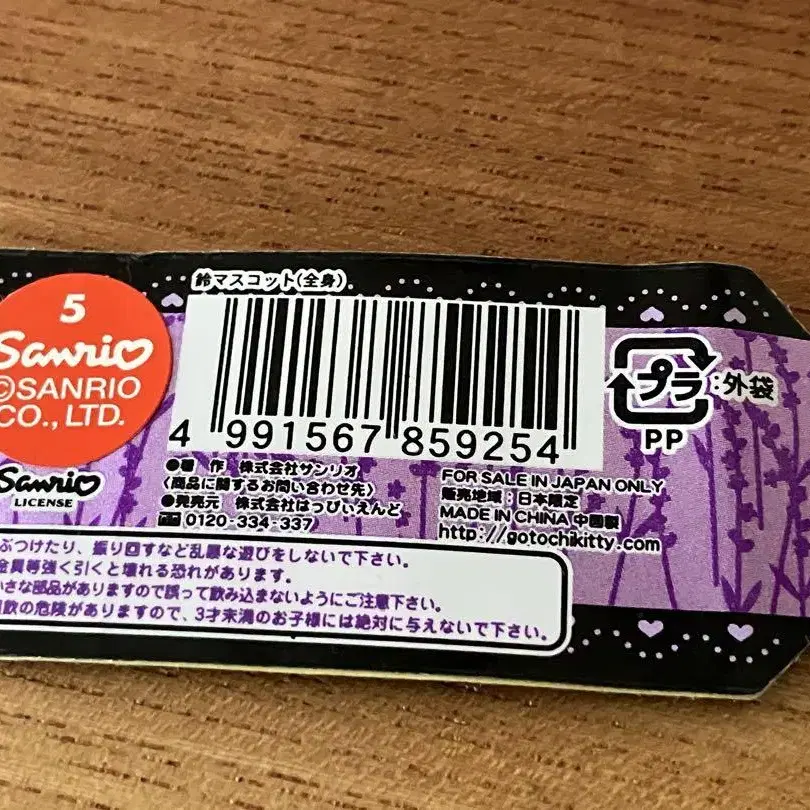 鈴マスコット(全身)
5
Sanrio
©SANRIO
CO., LTD.
4 991567 859254
プラ :外袋
PP
Sanrio
LICENSE
●著 作 株式会社サンリオ
〈商品に関するお問い合わせ先〉
●発売元 株式会社はっぴぃえんど
0120-334-337
FOR SALE IN JAPAN ONLY
販売地域:日本限定
MADE IN CHINA 中国製
http://gotochikitty.com
ぶつけたり、振り回すなど乱暴な遊びをしないで下さい。
金具等強く引くと壊れる恐れがあります。
さな部品がありますので誤って飲み込まないようにご注意下さい。
飲の危険がありますので、3才未満のお子様には絶対に与えないで下さい。